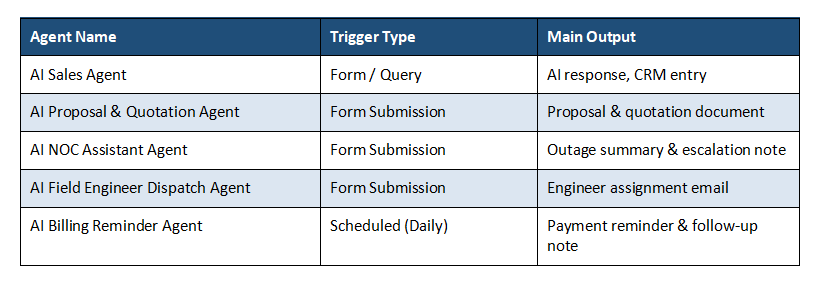 Agent Name Trigger Type Main Output
AI Sales Agent Form / Query AI response, CRM entry
AI Proposal & Quotation Agent Form Submission Proposal & quotation document
AI NOC Assistant Agent Form Submission Outage summary & escalation note
AI Field Engineer Dispatch Agent Form Submission Engineer assignment email
AI Billing Reminder Agent Scheduled (Daily) Payment reminder & follow-up
note